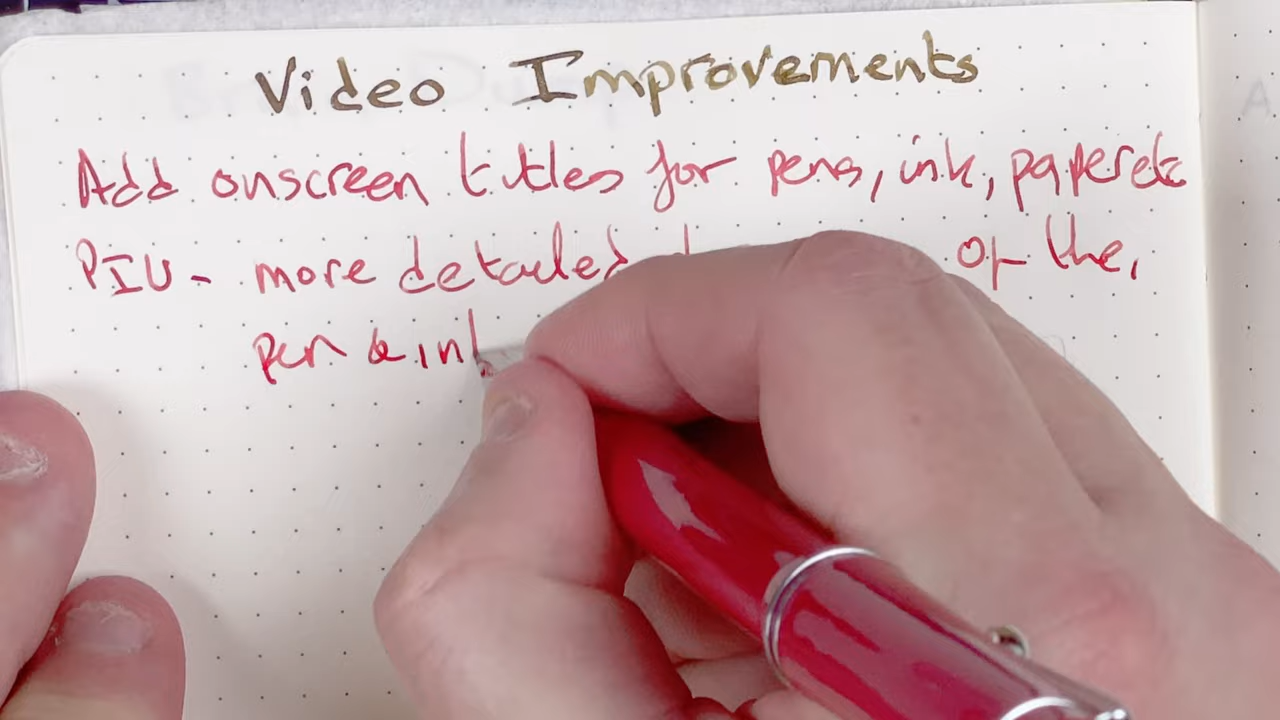 Video Improvements
Add onscreen titles for pens, ink, paper etc
PIU - more detailed of the,
pen & ink